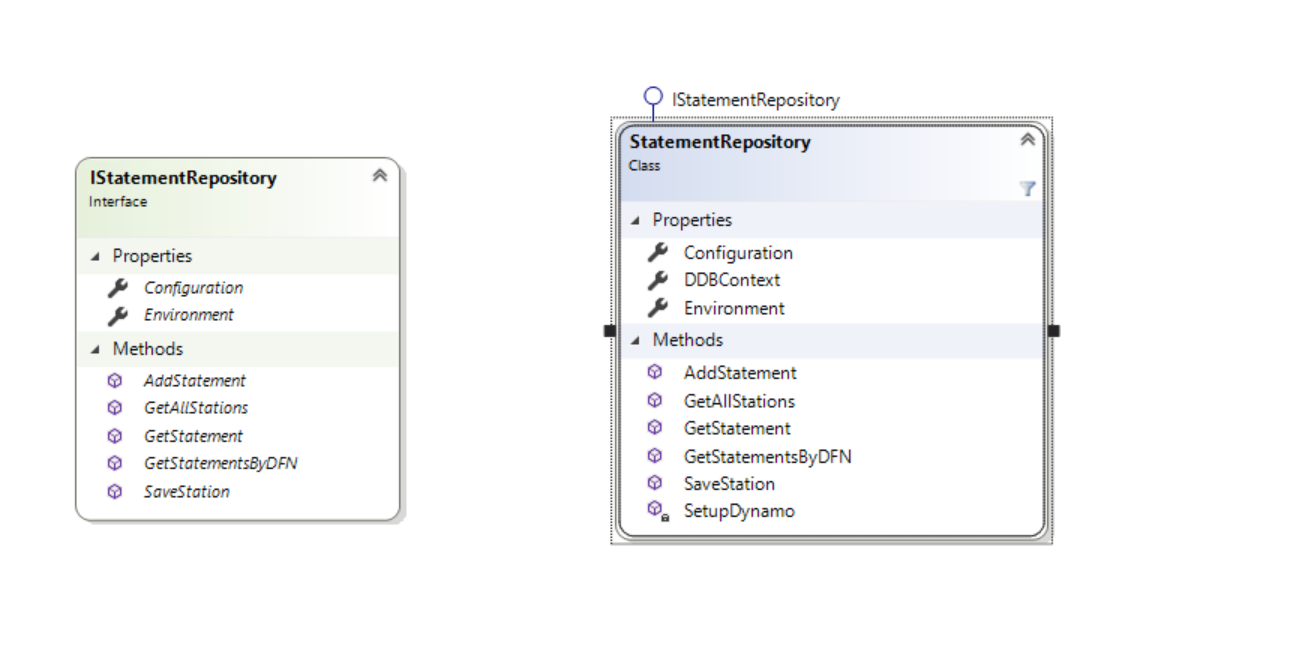 IStatementRepository
Interface
Properties
Configuration
Environment
Methods
AddStatement
GetAllStations
GetStatement
GetStatementsByDFN
SaveStation
IStatementRepository
StatementRepository
Class
Properties
Configuration
DDBContext
Environment
Methods
AddStatement
GetAllStations
GetStatement
GetStatementsByDFN
SaveStation
SetupDynamo